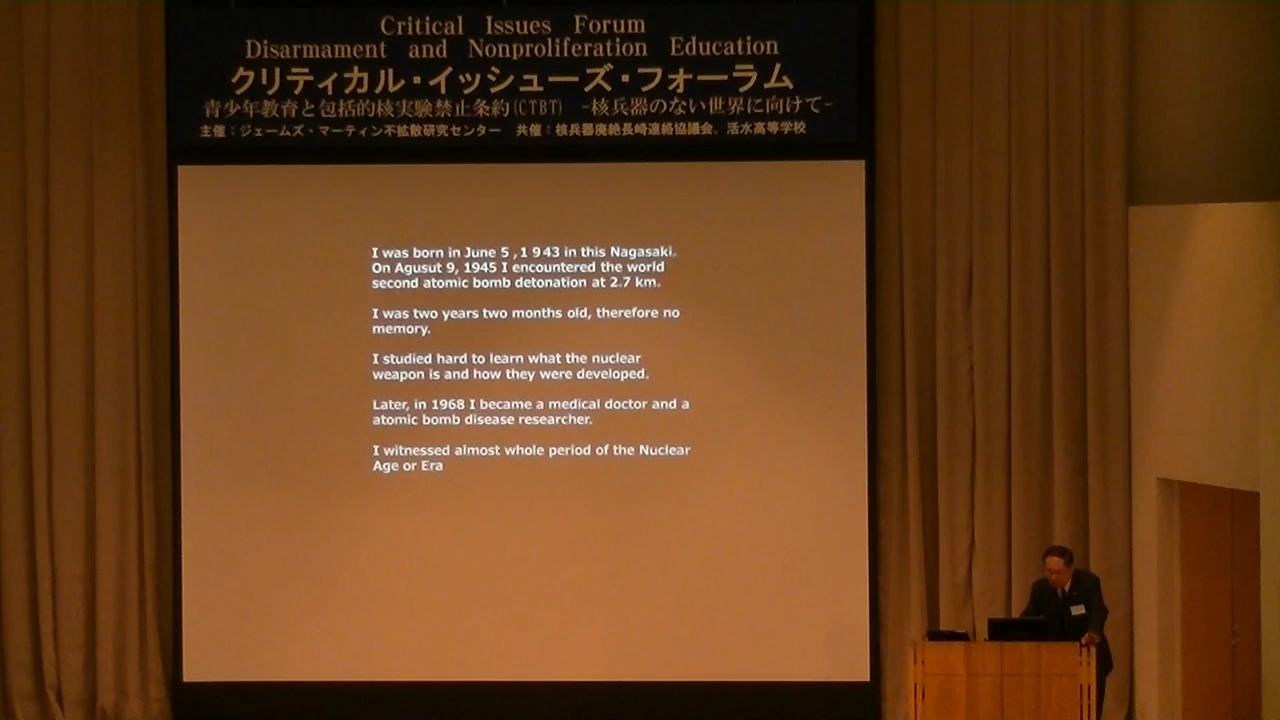 Critical Issues Forum
Disarmament and Nonproliferation Education
クリティカル・イッシューズ・フォーラム
青少年教育と包括的核実験禁止条約(CTBT) -核兵器のない世界に向けて-
主催：ジェームズ・マーティン不拡散研究センター 共催：核兵器廃絶長崎連絡協議会、活水高等学校
I was born in June 5 ,1 9 43 in this Nagasaki.
On Agusut 9, 1945 I encountered the world
second atomic bomb detonation at 2.7 km.
I was two years two months old, therefore no
memory.
I studied hard to learn what the nuclear
weapon is and how they were developed.
Later, in 1968 I became a medical doctor and a
atomic bomb disease researcher.
I witnessed almost whole period of the Nuclear
Age or Era